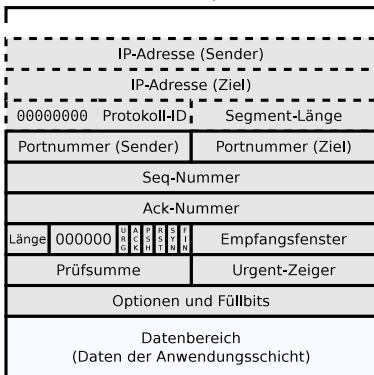 IP-Adresse (Sender)
IP-Adresse (Ziel)
00000000 Protokoll-ID Segment-Länge
Portnummer (Sender) Portnummer (Ziel)
Seq-Nummer
Ack-Nummer
Länge 000000 URG ACK PSH RST SYN FIN Empfangsfenster
Prüfsumme Urgent-Zeiger
Optionen und Füllbits
Datenbereich
(Daten der Anwendungsschicht)